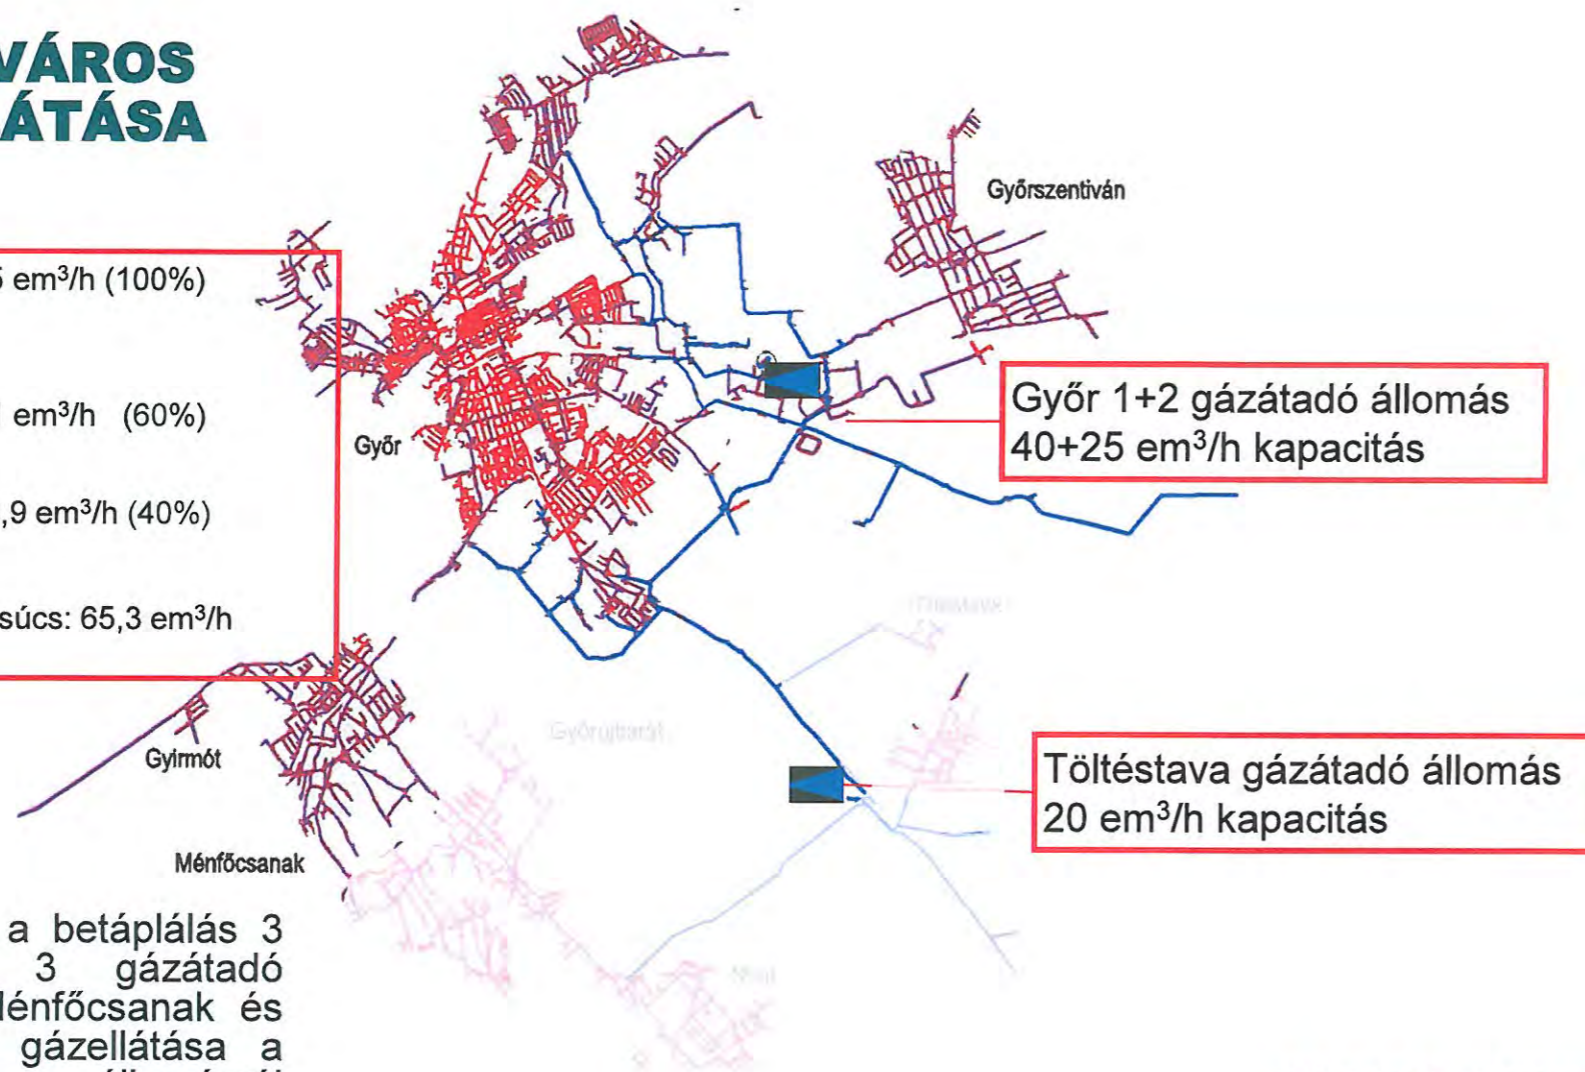 VÁROS
ÁTÁSA
Győrszentiván
5 em³/h (100%)
em³/h (60%)
,9 em³/h (40%)
súcs: 65,3 em³/h
Győr 1+2 gázátadó állomás
40+25 em³/h kapacitás
Győr
Győrújbarát
Gyirmót
Töltéstava gázátadó állomás
20 em³/h kapacitás
Ménfőcsanak
a betáplálás 3
3 gázátadó
Ménfőcsanak és
gázellátása a